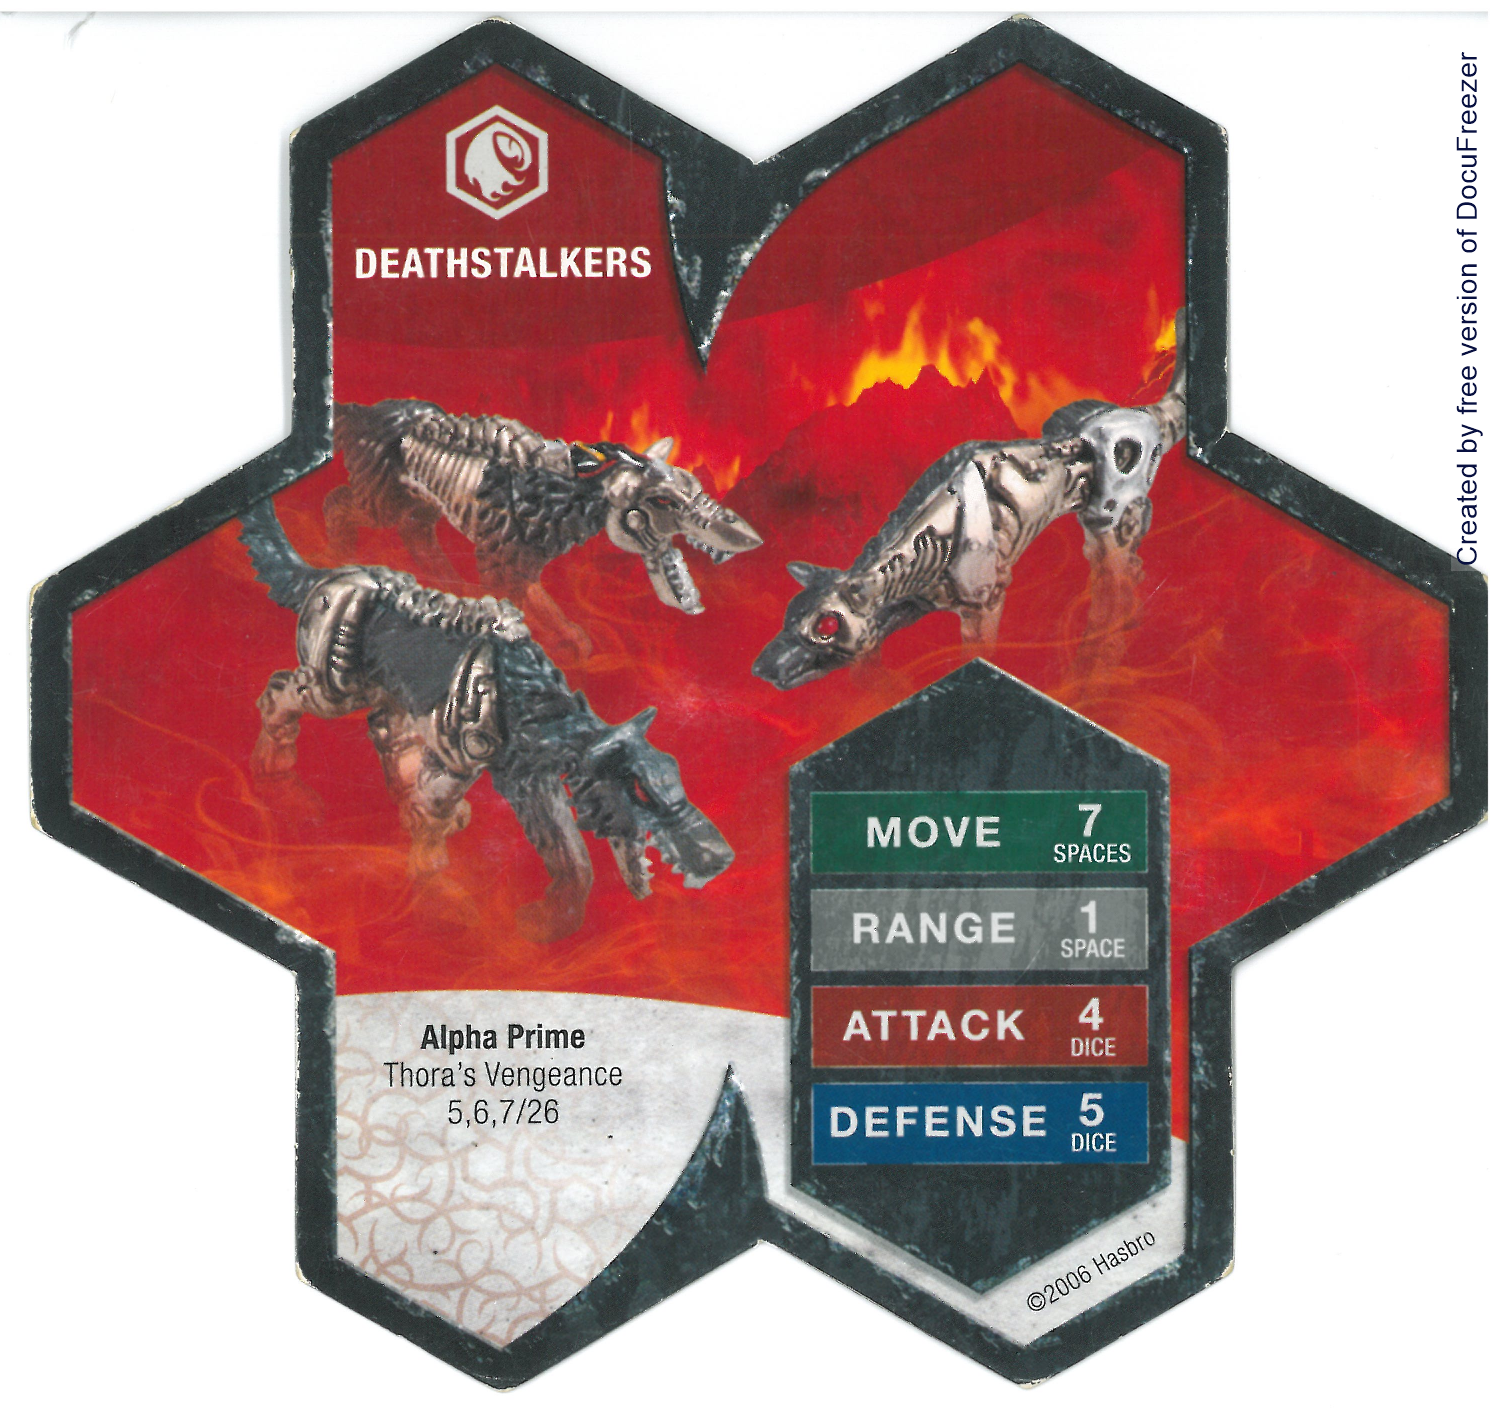 DEATHSTALKERS
MOVE 7 SPACES
RANGE 1 SPACE
ATTACK 4 DICE
DEFENSE 5 DICE
Alpha Prime
Thora's Vengeance
5,6,7/26
©2006 Hasbro
Created by free version of DocuFreezer